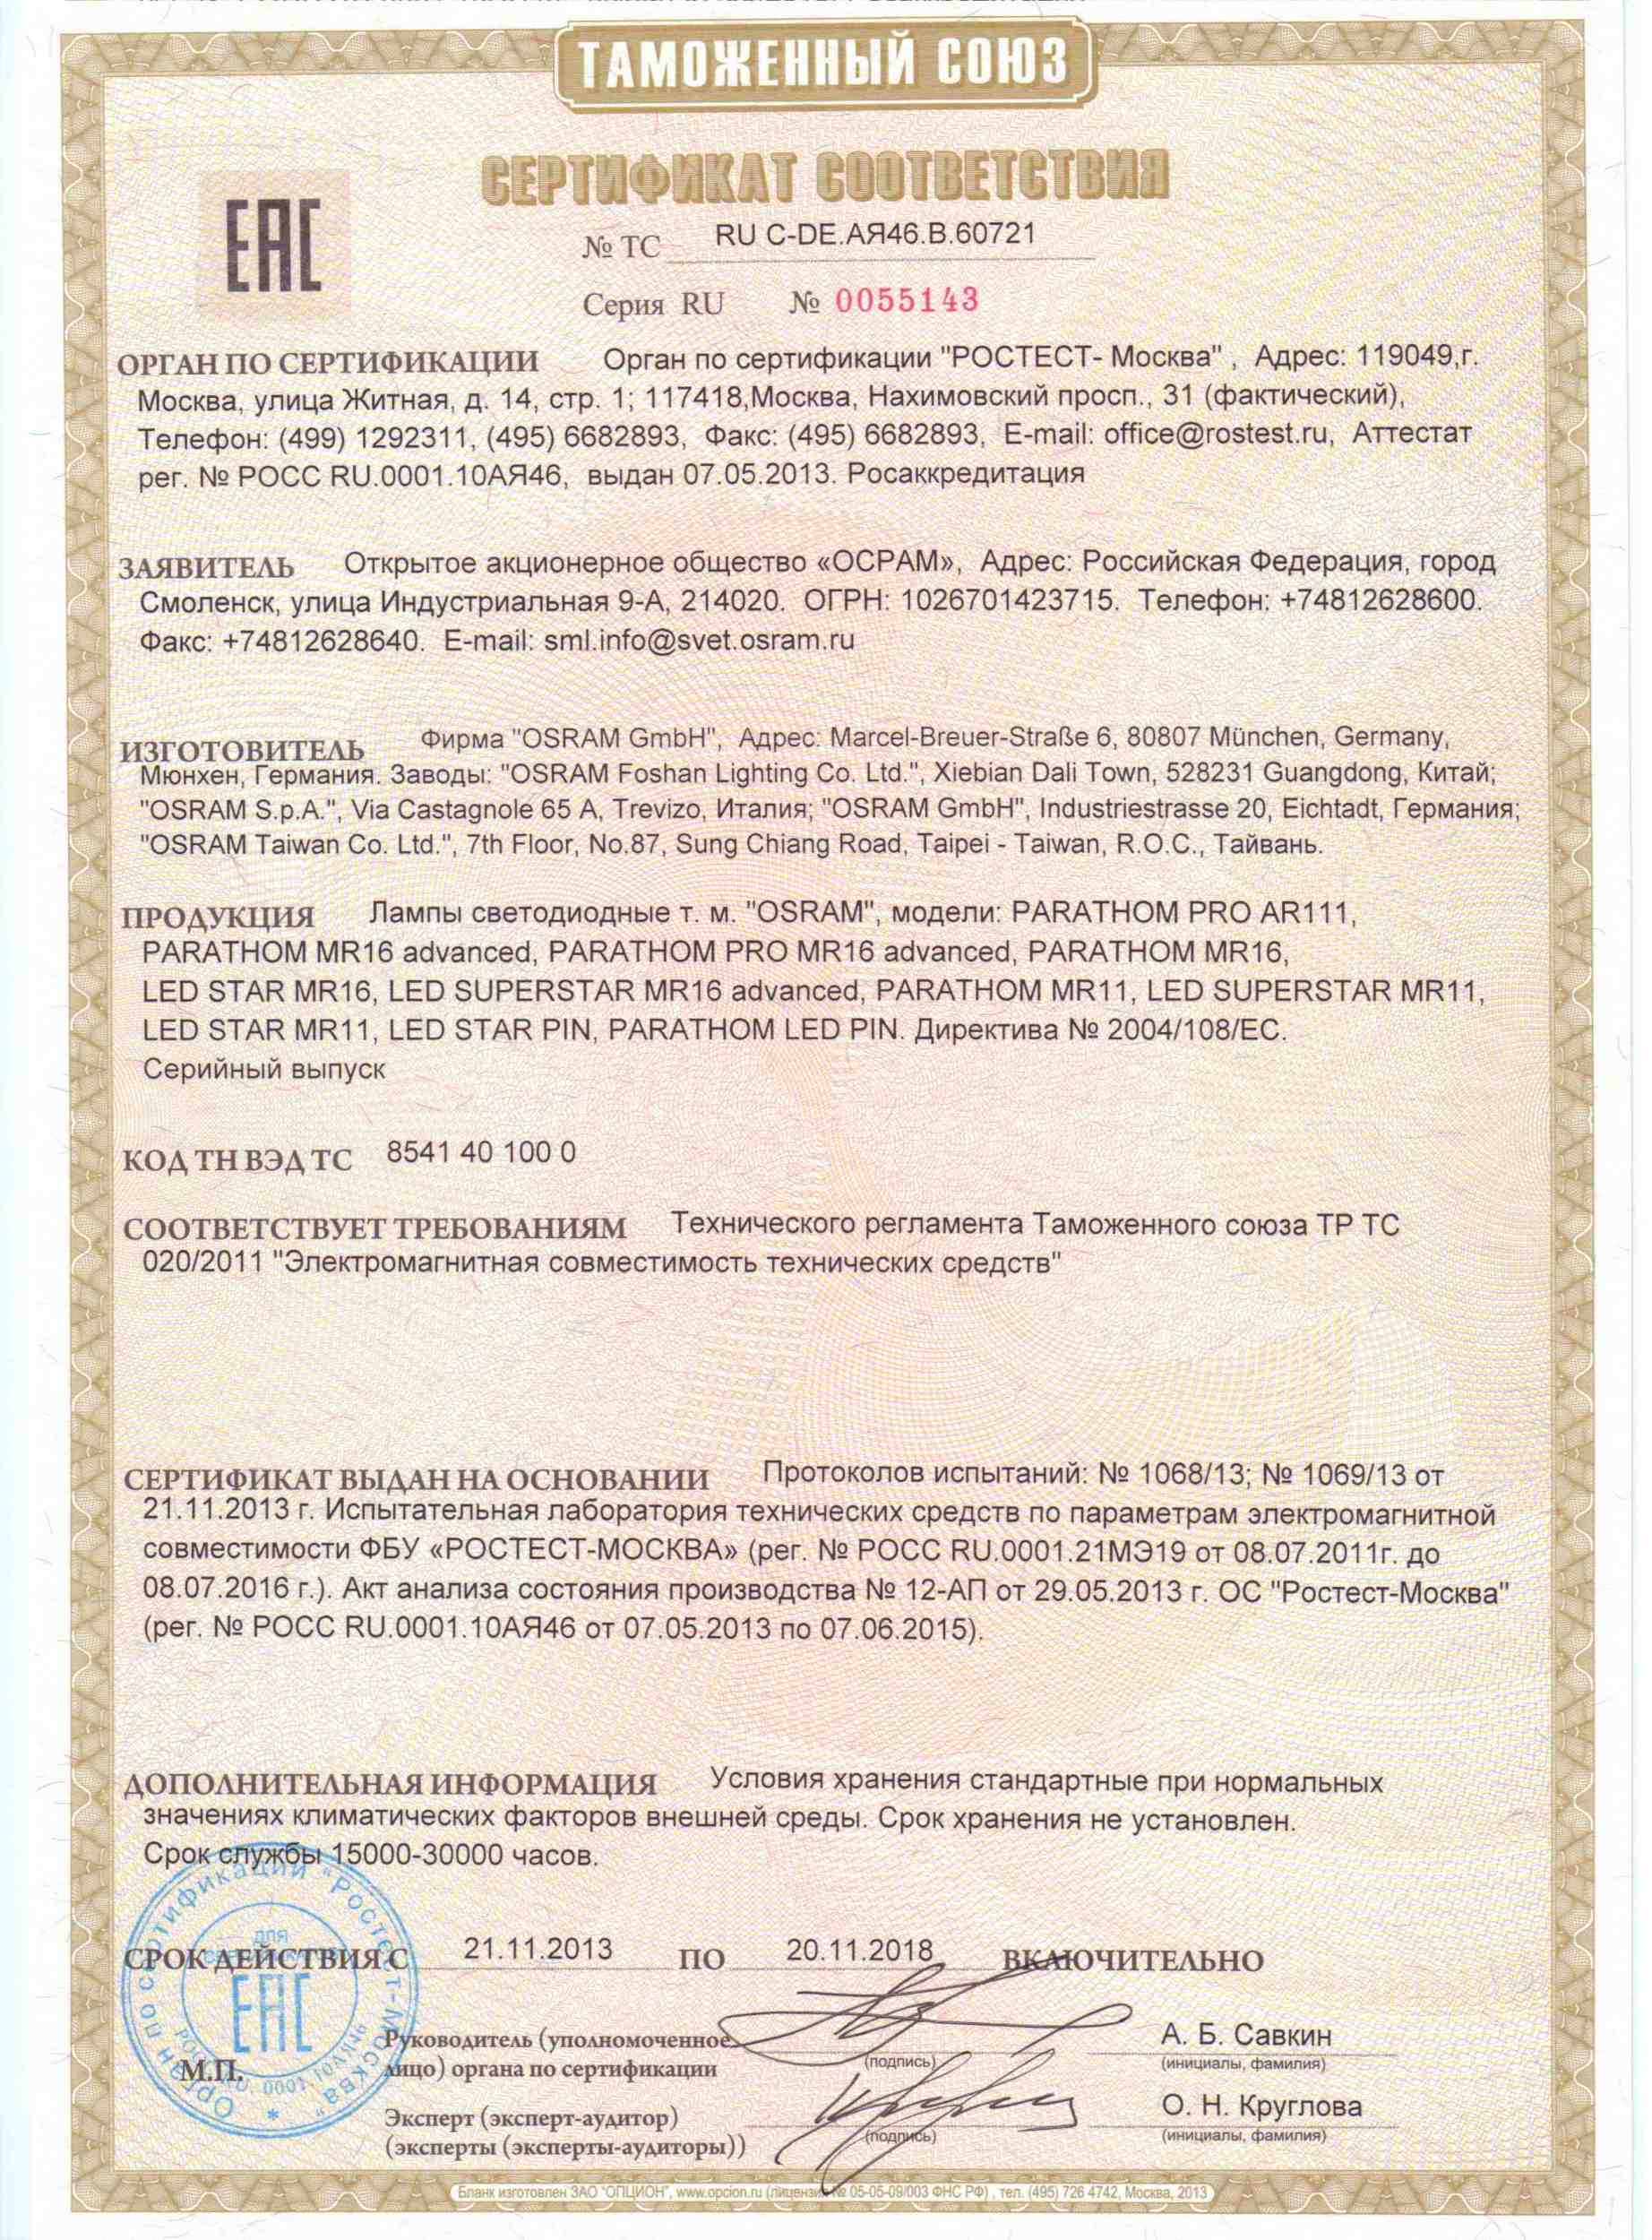 ТАМОЖЕННЫЙ СОЮЗ
СЕРТИФИКАТ СООТВЕТСТВИЯ
ЕАС
№ ТС RU С-DE.АЯ46.В.60721
Серия RU № 0055143
ОРГАН ПО СЕРТИФИКАЦИИ Орган по сертификации "РОСТЕСТ- Москва" , Адрес: 119049,г.
Москва, улица Житная, д. 14, стр. 1; 117418,Москва, Нахимовский просп., 31 (фактический),
Телефон: (499) 1292311, (495) 6682893, Факс: (495) 6682893, E-mail: office@rostest.ru, Аттестат
рег. № РОСС RU.0001.10АЯ46, выдан 07.05.2013. Росаккредитация
ЗАЯВИТЕЛЬ Открытое акционерное общество «ОСРАМ», Адрес: Российская Федерация, город
Смоленск, улица Индустриальная 9-А, 214020. ОГРН: 1026701423715. Телефон: +74812628600.
Факс: +74812628640. E-mail: sml.info@svet.osram.ru
ИЗГОТОВИТЕЛЬ Фирма "OSRAM GmbH", Адрес: Marcel-Breuer-Straße 6, 80807 München, Germany,
Мюнхен, Германия. Заводы: "OSRAM Foshan Lighting Co. Ltd.", Xiebian Dali Town, 528231 Guangdong, Китай;
"OSRAM S.p.A.", Via Castagnole 65 A, Trevizo, Италия; "OSRAM GmbH", Industriestrasse 20, Eichtadt, Германия;
"OSRAM Taiwan Co. Ltd.", 7th Floor, No.87, Sung Chiang Road, Taipei - Taiwan, R.O.C., Тайвань.
ПРОДУКЦИЯ Лампы светодиодные т. м. "OSRAM", модели: PARATHOM PRO AR111,
PARATHOM MR16 advanced, PARATHOM PRO MR16 advanced, PARATHOM MR16,
LED STAR MR16, LED SUPERSTAR MR16 advanced, PARATHOM MR11, LED SUPERSTAR MR11,
LED STAR MR11, LED STAR PIN, PARATHOM LED PIN. Директива № 2004/108/EC.
Серийный выпуск
КОД ТН ВЭД ТС 8541 40 100 0
СООТВЕТСТВУЕТ ТРЕБОВАНИЯМ Технического регламента Таможенного союза ТР ТС
020/2011 "Электромагнитная совместимость технических средств"
СЕРТИФИКАТ ВЫДАН НА ОСНОВАНИИ Протоколов испытаний: № 1068/13; № 1069/13 от
21.11.2013 г. Испытательная лаборатория технических средств по параметрам электромагнитной
совместимости ФБУ «РОСТЕСТ-МОСКВА» (рег. № РОСС RU.0001.21МЭ19 от 08.07.2011г. до
08.07.2016 г.). Акт анализа состояния производства № 12-АП от 29.05.2013 г. ОС "Ростест-Москва"
(рег. № РОСС RU.0001.10АЯ46 от 07.05.2013 по 07.06.2015).
ДОПОЛНИТЕЛЬНАЯ ИНФОРМАЦИЯ Условия хранения стандартные при нормальных
значениях климатических факторов внешней среды. Срок хранения не установлен.
Срок службы 15000-30000 часов.
СРОК ДЕЙСТВИЯ С 21.11.2013 ПО 20.11.2018 ВКЛЮЧИТЕЛЬНО
Орган по сертификации "Ростест-Москва"
для
ЕАС
М.П.
Руководитель (уполномоченное
лицо) органа по сертификации
(подпись)
А. Б. Савкин
(инициалы, фамилия)
Эксперт (эксперт-аудитор)
(эксперты (эксперты-аудиторы))
(подпись)
О. Н. Круглова
(инициалы, фамилия)
Бланк изготовлен ЗАО "ОПЦИОН", www.opcion.ru (лицензия № 05-05-09/003 ФНС РФ) , тел. (495) 726 4742, Москва, 2013